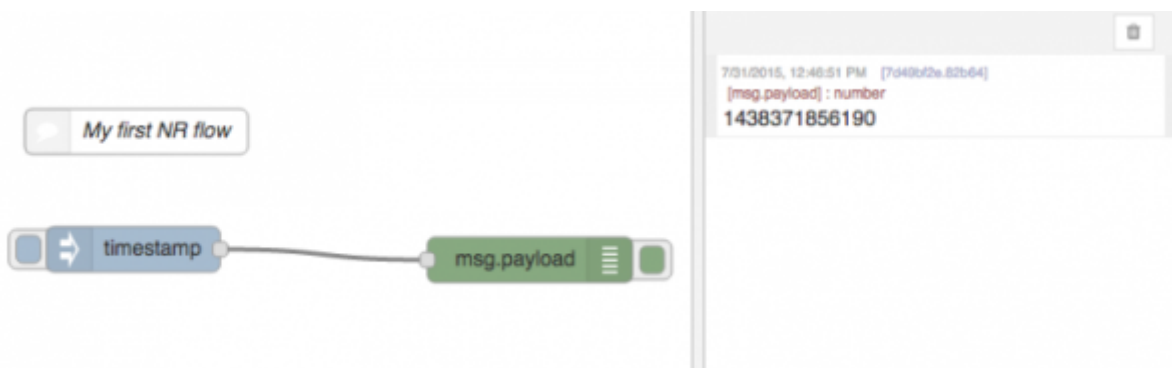 7/31/2015, 12:46:51 PM [7d49bf2e.82b64]
[msg.payload] : number
1438371856190
My first NR flow
timestamp
msg.payload